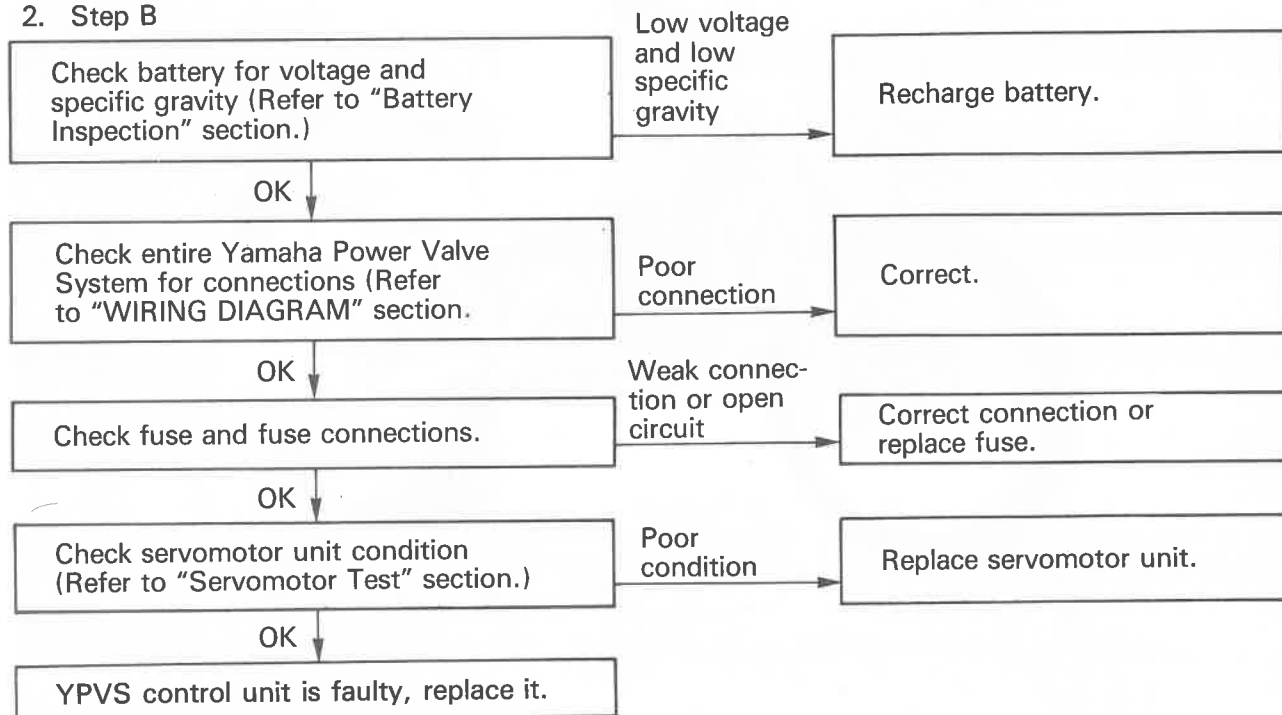 2. Step B
Check battery for voltage and
specific gravity (Refer to “Battery
Inspection” section.)
Low voltage
and low
specific
gravity
Recharge battery.
OK
Check entire Yamaha Power Valve
System for connections (Refer
to “WIRING DIAGRAM” section.
Poor
connection
Correct.
OK
Check fuse and fuse connections.
Weak connec-
tion or open
circuit
Correct connection or
replace fuse.
OK
Check servomotor unit condition
(Refer to “Servomotor Test” section.)
Poor
condition
Replace servomotor unit.
OK
YPVS control unit is faulty, replace it.